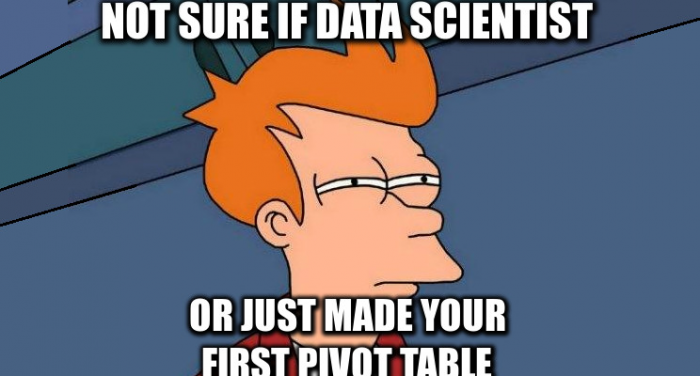 NOT SURE IF DATA SCIENTIST
OR JUST MADE YOUR
FIRST PIVOT TABLE